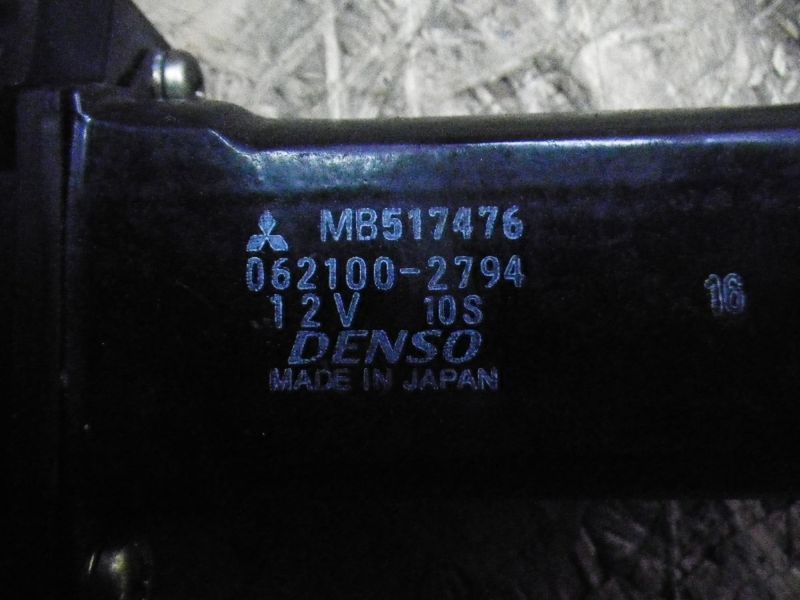 MB517476
062100-2794
12V 10S
16
DENSO
MADE IN JAPAN